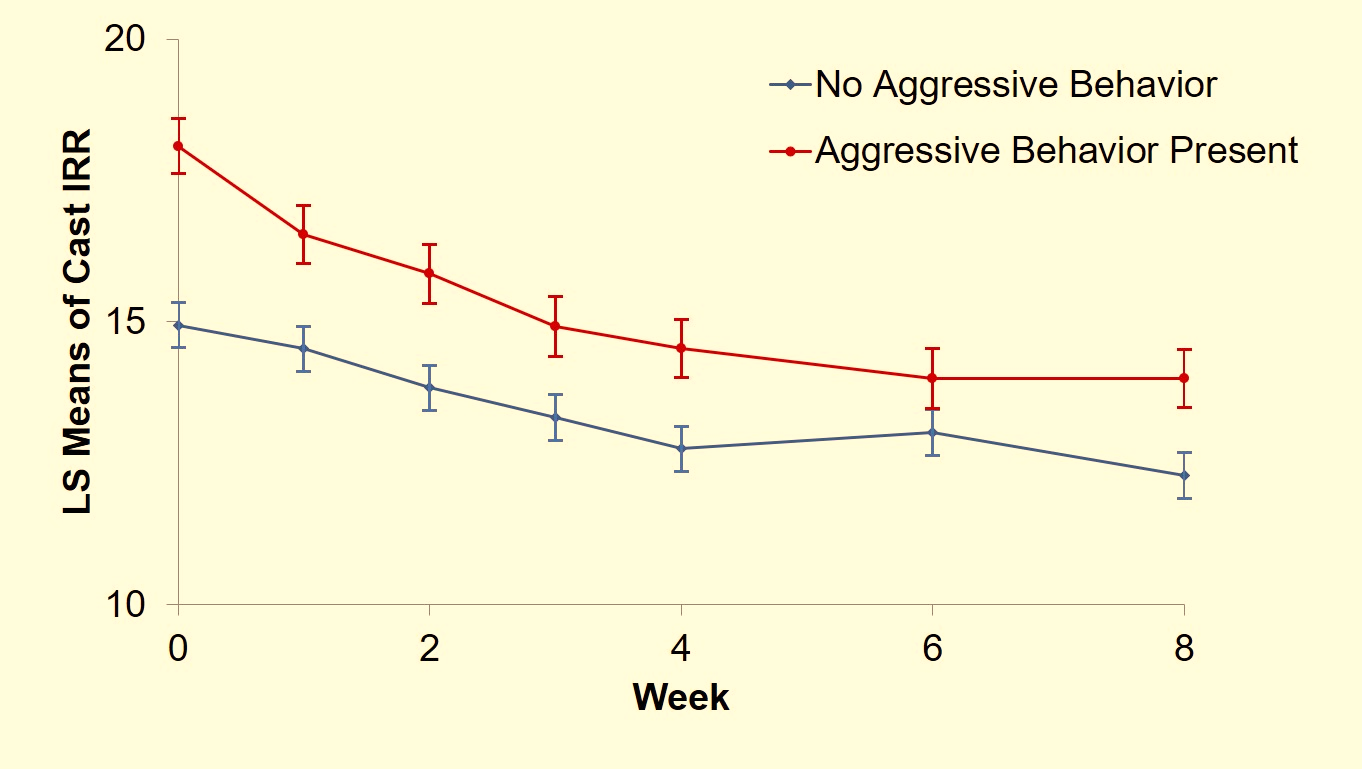 20
No Aggressive Behavior
Aggressive Behavior Present
LS Means of Cast IRR
15
10
0 2 4 6 8
Week